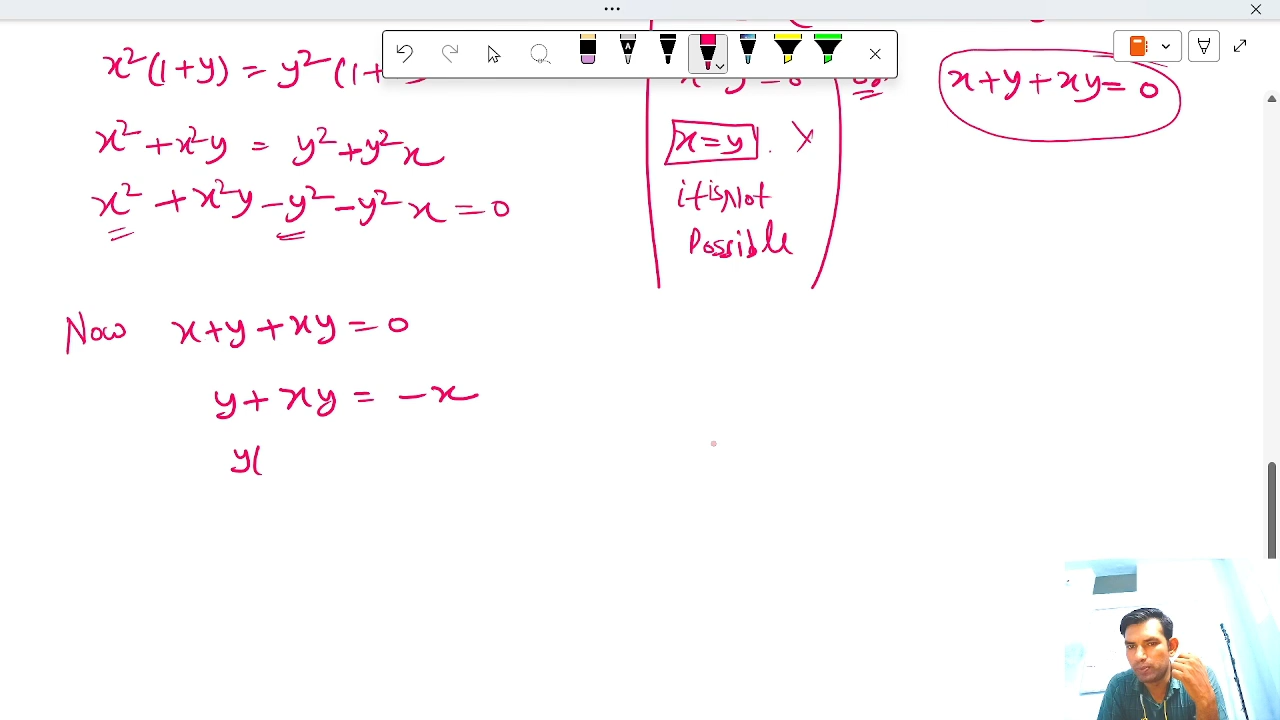 x²(1+y) = y²(1+
x² + x²y = y² + y²x
x² + x²y - y² - y²x = 0
x = y .
it is Not
Possible
x + y + xy = 0
Now x + y + xy = 0
y + xy = -x
y(